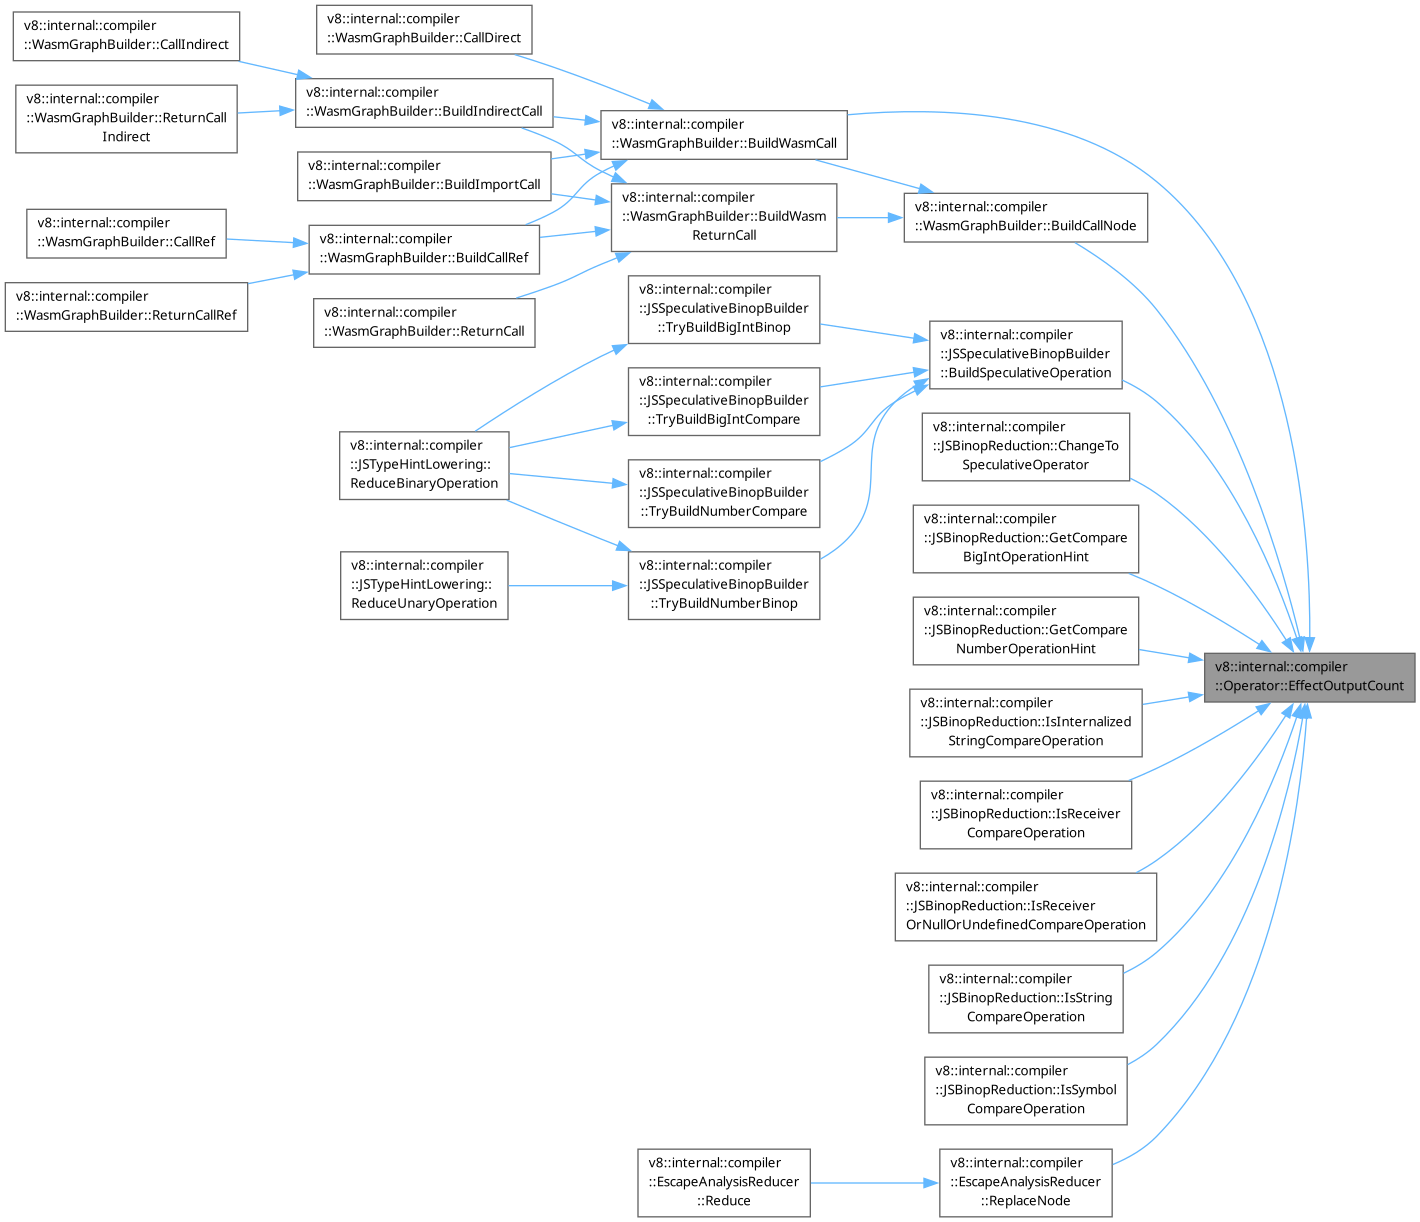 v8::internal::compiler
::WasmGraphBuilder::CallIndirect
v8::internal::compiler
::WasmGraphBuilder::ReturnCall
Indirect
v8::internal::compiler
::WasmGraphBuilder::CallRef
v8::internal::compiler
::WasmGraphBuilder::ReturnCallRef
v8::internal::compiler
::WasmGraphBuilder::CallDirect
v8::internal::compiler
::WasmGraphBuilder::BuildIndirectCall
v8::internal::compiler
::WasmGraphBuilder::BuildImportCall
v8::internal::compiler
::WasmGraphBuilder::BuildCallRef
v8::internal::compiler
::WasmGraphBuilder::ReturnCall
v8::internal::compiler
::JSTypeHintLowering::
ReduceBinaryOperation
v8::internal::compiler
::JSTypeHintLowering::
ReduceUnaryOperation
v8::internal::compiler
::WasmGraphBuilder::BuildWasmCall
v8::internal::compiler
::WasmGraphBuilder::BuildWasm
ReturnCall
v8::internal::compiler
::JSSpeculativeBinopBuilder
::TryBuildBigIntBinop
v8::internal::compiler
::JSSpeculativeBinopBuilder
::TryBuildBigIntCompare
v8::internal::compiler
::JSSpeculativeBinopBuilder
::TryBuildNumberCompare
v8::internal::compiler
::JSSpeculativeBinopBuilder
::TryBuildNumberBinop
v8::internal::compiler
::EscapeAnalysisReducer
::Reduce
v8::internal::compiler
::WasmGraphBuilder::BuildCallNode
v8::internal::compiler
::JSSpeculativeBinopBuilder
::BuildSpeculativeOperation
v8::internal::compiler
::JSBinopReduction::ChangeTo
SpeculativeOperator
v8::internal::compiler
::JSBinopReduction::GetCompare
BigIntOperationHint
v8::internal::compiler
::JSBinopReduction::GetCompare
NumberOperationHint
v8::internal::compiler
::JSBinopReduction::IsInternalized
StringCompareOperation
v8::internal::compiler
::JSBinopReduction::IsReceiver
CompareOperation
v8::internal::compiler
::JSBinopReduction::IsReceiver
OrNullOrUndefinedCompareOperation
v8::internal::compiler
::JSBinopReduction::IsString
CompareOperation
v8::internal::compiler
::JSBinopReduction::IsSymbol
CompareOperation
v8::internal::compiler
::EscapeAnalysisReducer
::ReplaceNode
v8::internal::compiler
::Operator::EffectOutputCount